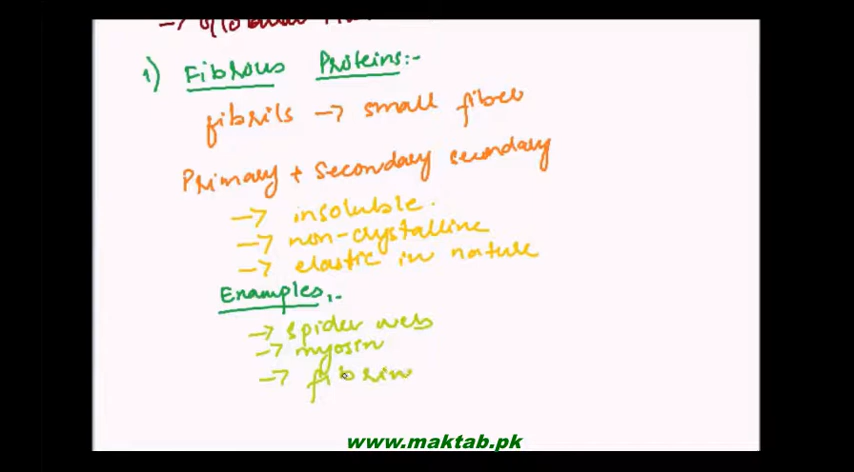 1) Fibrous Proteins:-
fibrils → small fiber
Primary + Secondary secondary
→ insoluble.
→ non-crystalline
→ elastic in nature
Examples:-
→ spider web
→ myosin
→ fibrin
www.maktab.pk